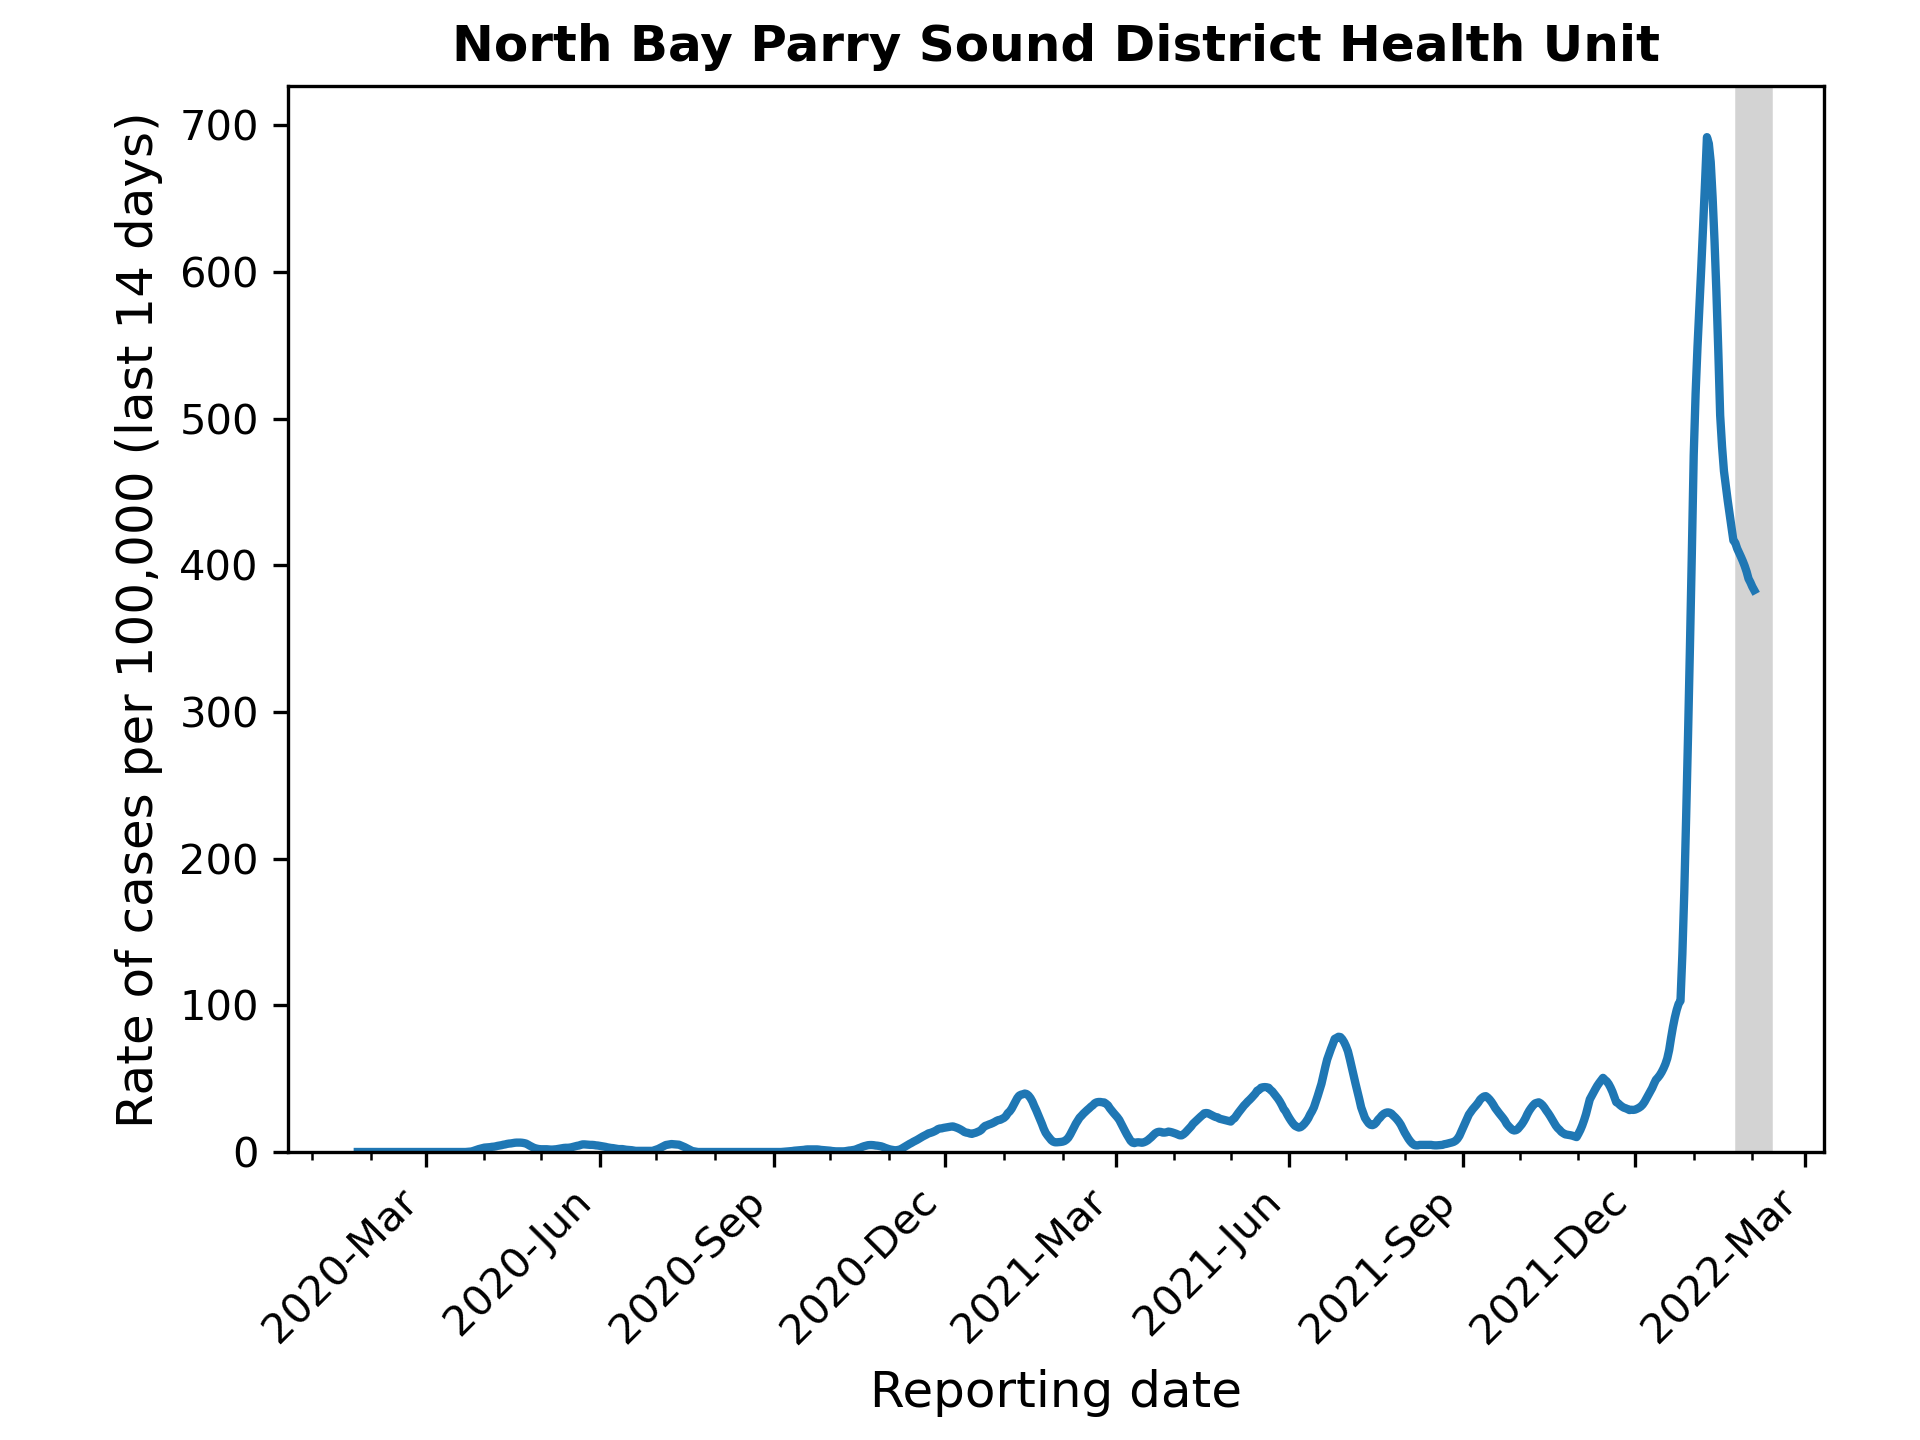 North Bay Parry Sound District Health Unit
Rate of cases per 100,000 (last 14 days)
700
600
500
400
300
200
100
0
2020-Mar
2020-Jun
2020-Sep
2020-Dec
2021-Mar
2021-Jun
2021-Sep
2021-Dec
2022-Mar
Reporting date